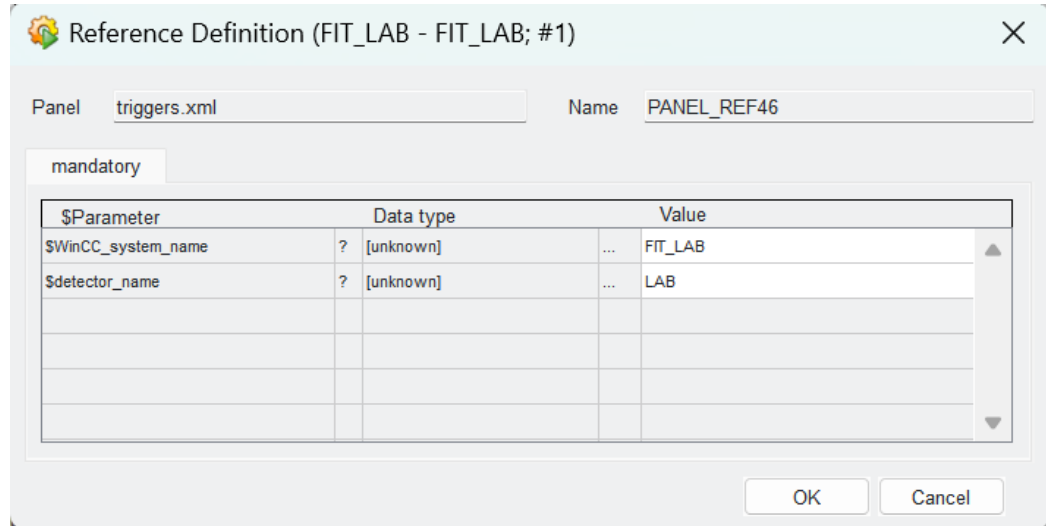 Reference Definition (FIT_LAB - FIT_LAB; #1)
Panel triggers.xml Name PANEL_REF46
mandatory
$Parameter Data type Value
$WinCC_system_name ? [unknown] ... FIT_LAB
$detector_name ? [unknown] ... LAB
OK Cancel